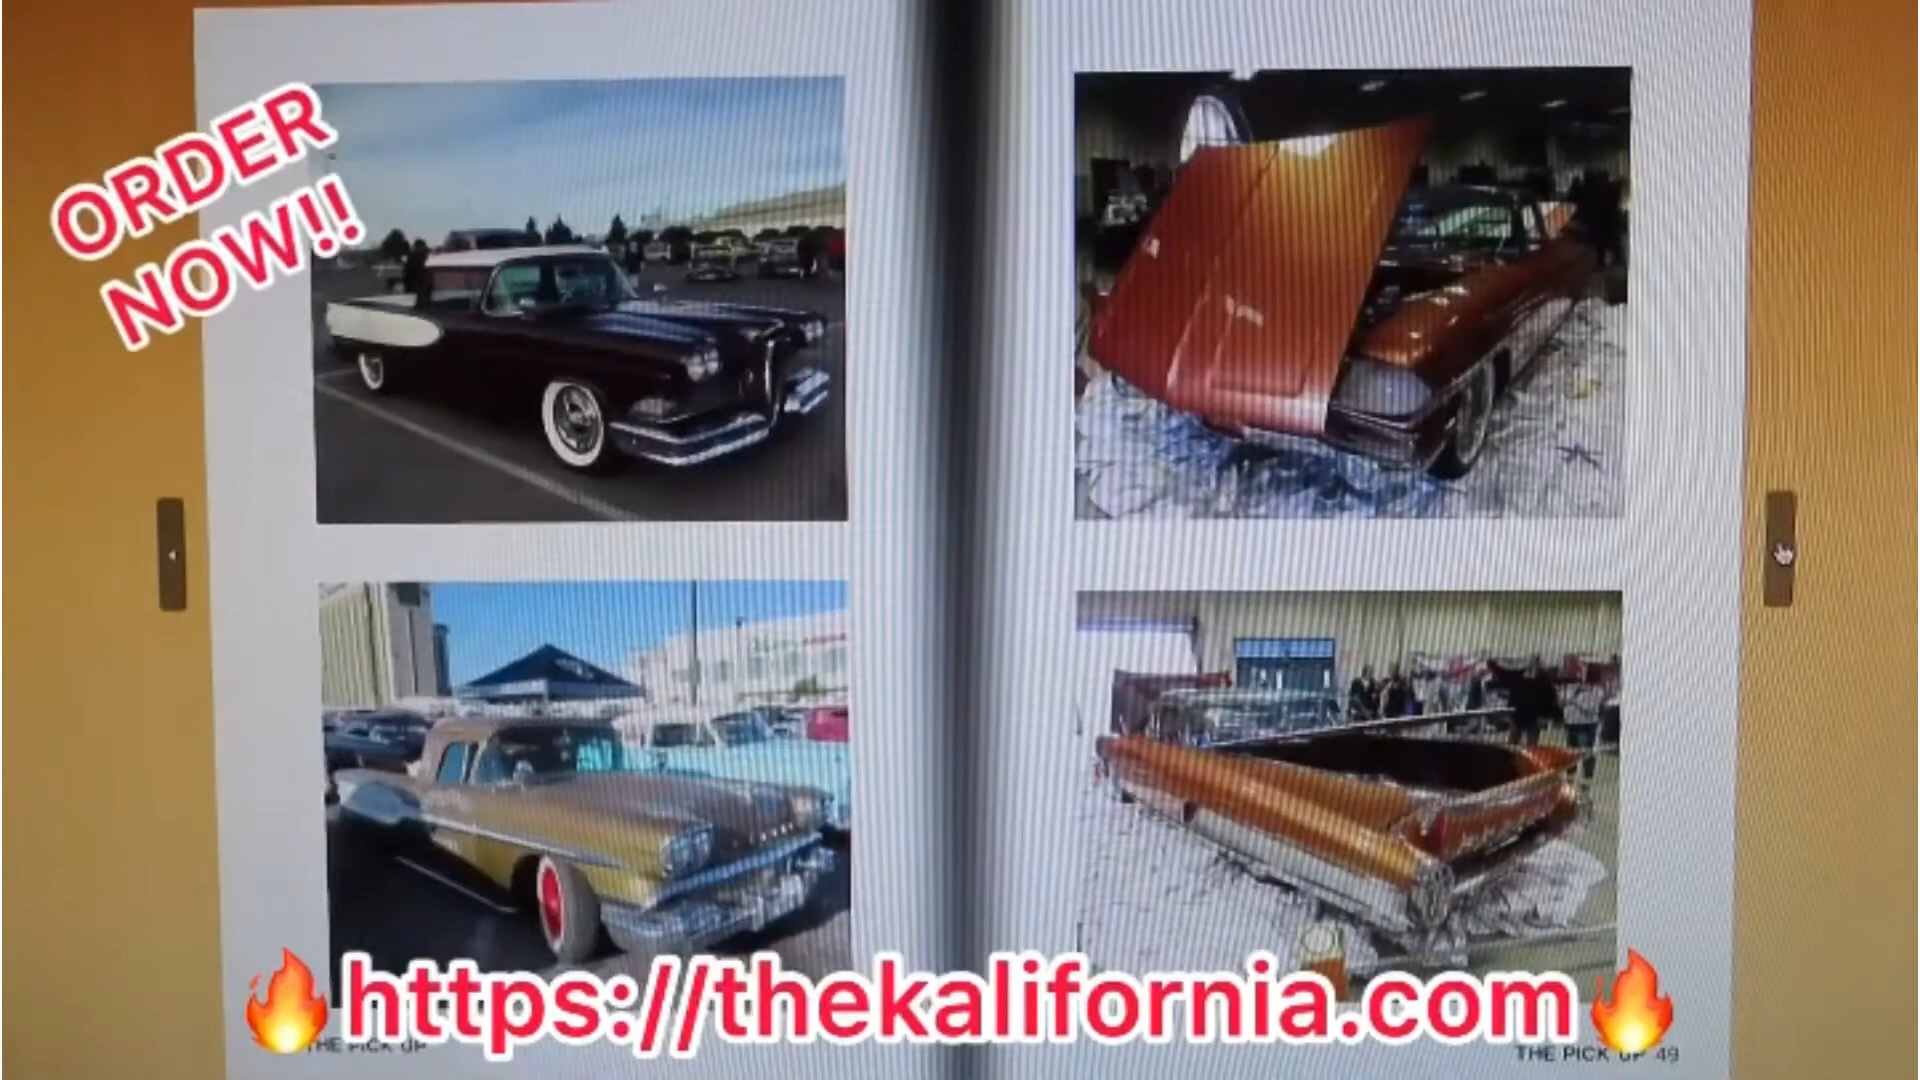 ORDER
NOW!!
🔥https://thekalifornia.com🔥
THE PICK UP
THE PICK UP 49